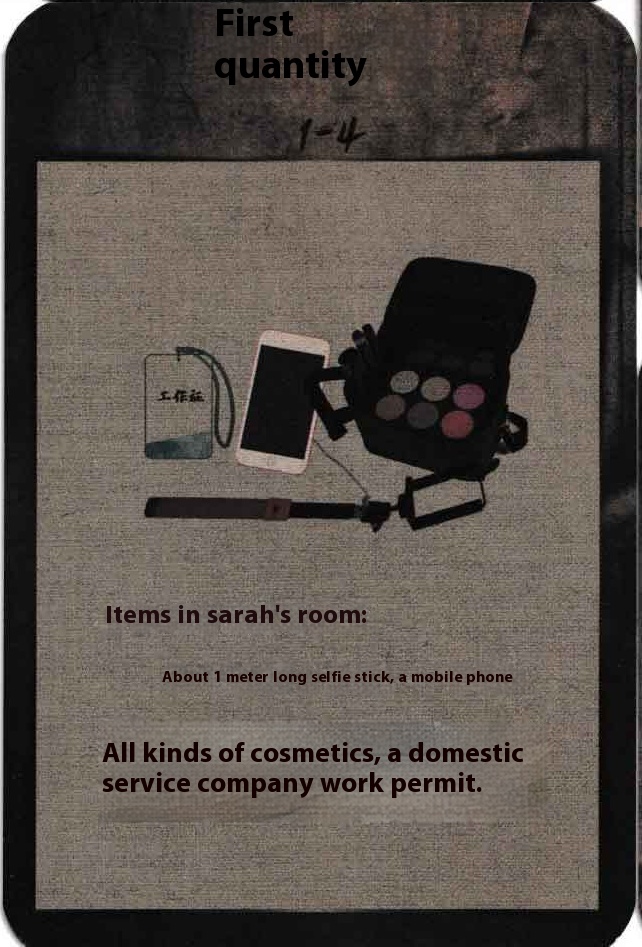 First
quantity
1-4
工作证
Items in sarah's room:
About 1 meter long selfie stick, a mobile phone
All kinds of cosmetics, a domestic
service company work permit.